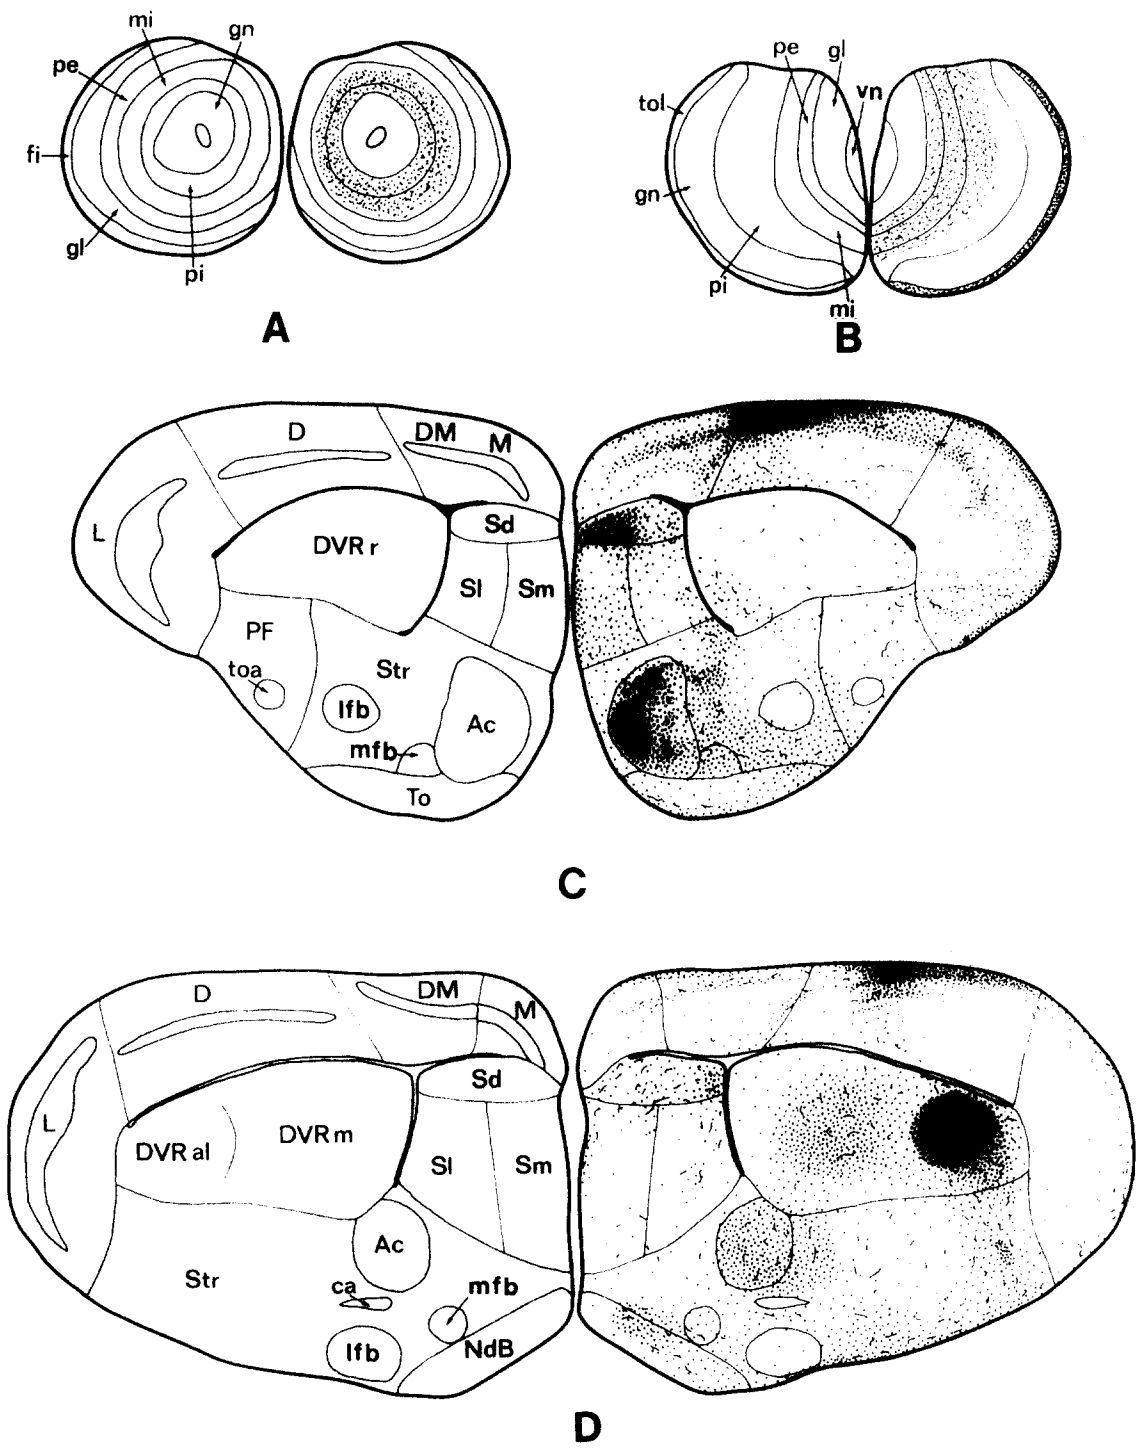 mi
gn
pe
fi
gl
pi
A
pe
gl
vn
tol
gn
pi
mi
B
D
DM
M
L
Sd
DVR r
Sl
Sm
PF
toa
Str
lfb
Ac
mfb
To
C
D
DM
M
L
Sd
DVR al
DVR m
Sl
Sm
Ac
Str
ca
mfb
lfb
NdB
D